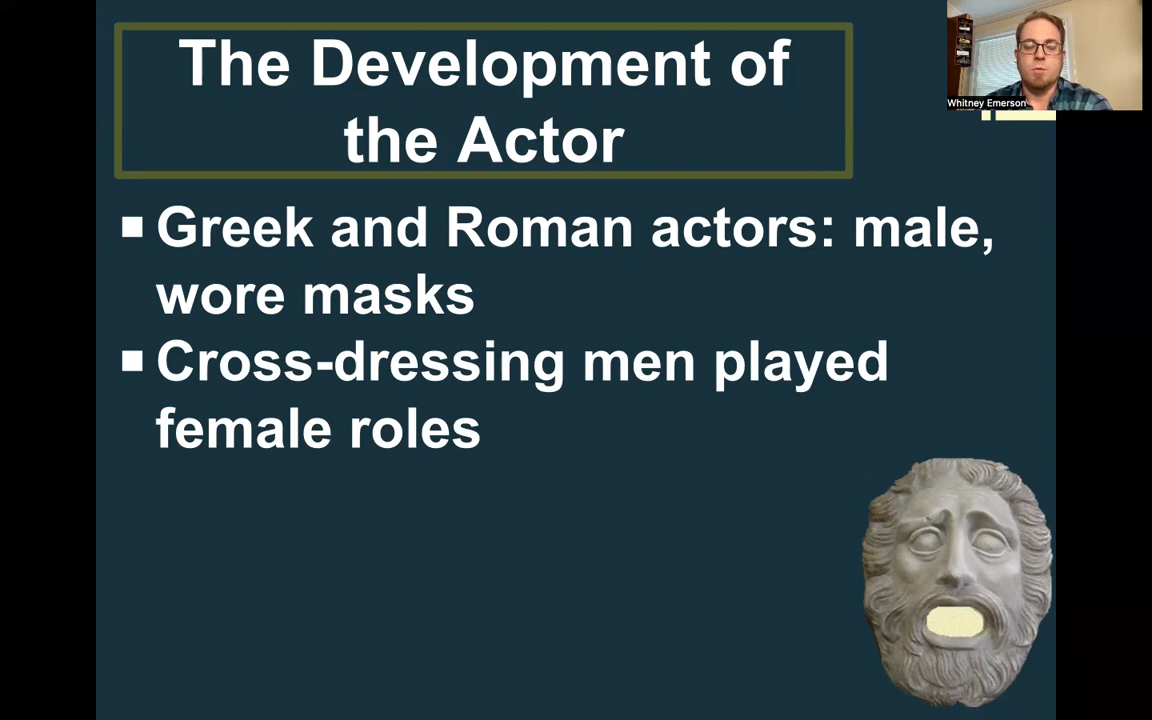 The Development of
the Actor
Whitney Emerson
■ Greek and Roman actors: male,
wore masks
■ Cross-dressing men played
female roles